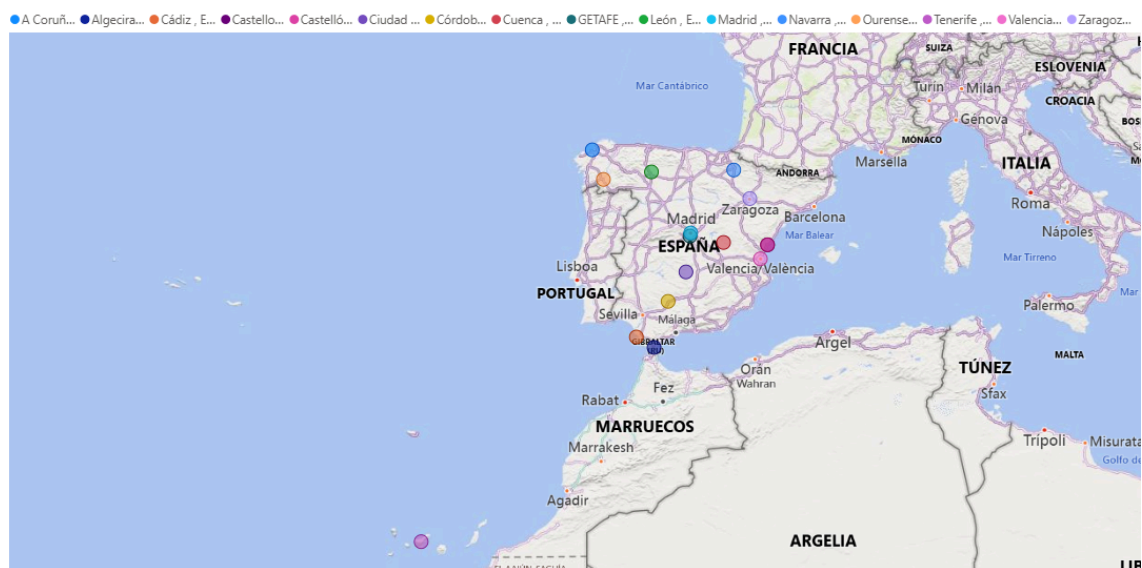 A Coruñ... Algecira... Cádiz , E... Castello... Castelló... Ciudad ... Córdob... Cuenca , ... GETAFE ,... León , E... Madrid ,... Navarra ,... Ourense... Tenerife ,... Valencia... Zaragoz...
FRANCIA
SUIZA
ESLOVENIA
Mar Cantábrico
Turín
Milán
CROACIA
Génova
MÓNACO
Marsella
ITALIA
ANDORRA
Zaragoza
Barcelona
Roma
Madrid
Mar Balear
Nápoles
ESPAÑA
Mar Tirreno
Lisboa
Valencia/València
PORTUGAL
Palermo
Sevilla
Málaga
GIBRALTAR
Argel
MALTA
Orán
Wahran
TÚNEZ
Fez
Sfax
Rabat
MARRUECOS
Trípoli
Misurata
Marrakesh
Golfo de
Agadir
ARGELIA